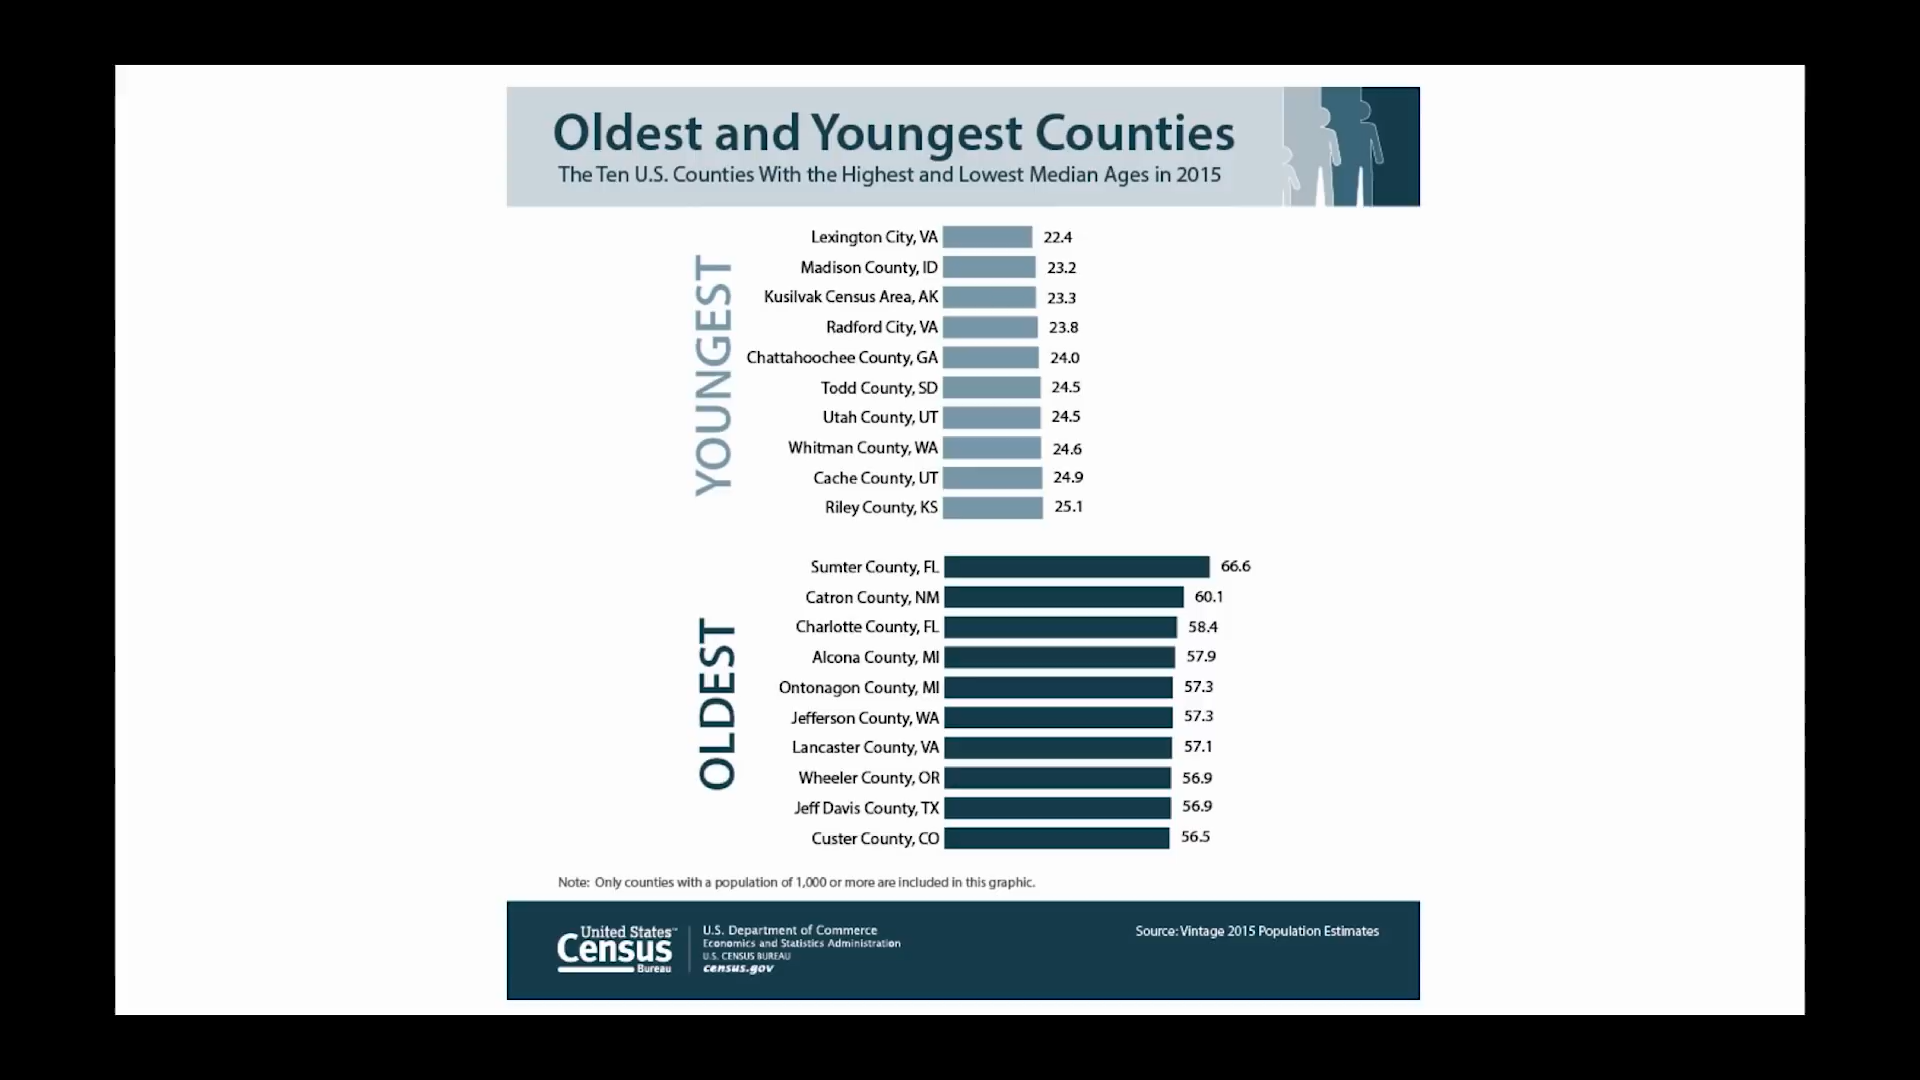 Oldest and Youngest Counties
The Ten U.S. Counties With the Highest and Lowest Median Ages in 2015
YOUNGEST
Lexington City, VA 22.4
Madison County, ID 23.2
Kusilvak Census Area, AK 23.3
Radford City, VA 23.8
Chattahoochee County, GA 24.0
Todd County, SD 24.5
Utah County, UT 24.5
Whitman County, WA 24.6
Cache County, UT 24.9
Riley County, KS 25.1
OLDEST
Sumter County, FL 66.6
Catron County, NM 60.1
Charlotte County, FL 58.4
Alcona County, MI 57.9
Ontonagon County, MI 57.3
Jefferson County, WA 57.3
Lancaster County, VA 57.1
Wheeler County, OR 56.9
Jeff Davis County, TX 56.9
Custer County, CO 56.5
Note: Only counties with a population of 1,000 or more are included in this graphic.
United States™
Census
Bureau
U.S. Department of Commerce
Economics and Statistics Administration
U.S. CENSUS BUREAU
census.gov
Source: Vintage 2015 Population Estimates